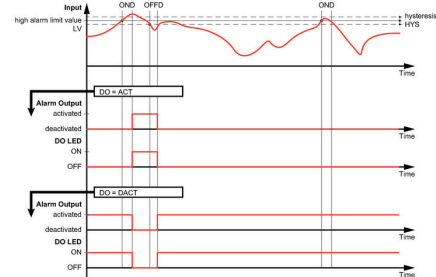 Input
OND OFFD OND
high alarm limit value
LV
hysteresis
HYS
Time
DO = ACT
Alarm Output
activated
deactivated
Time
DO LED
ON
OFF
Time
DO = DACT
Alarm Output
activated
deactivated
Time
DO LED
ON
OFF
Time